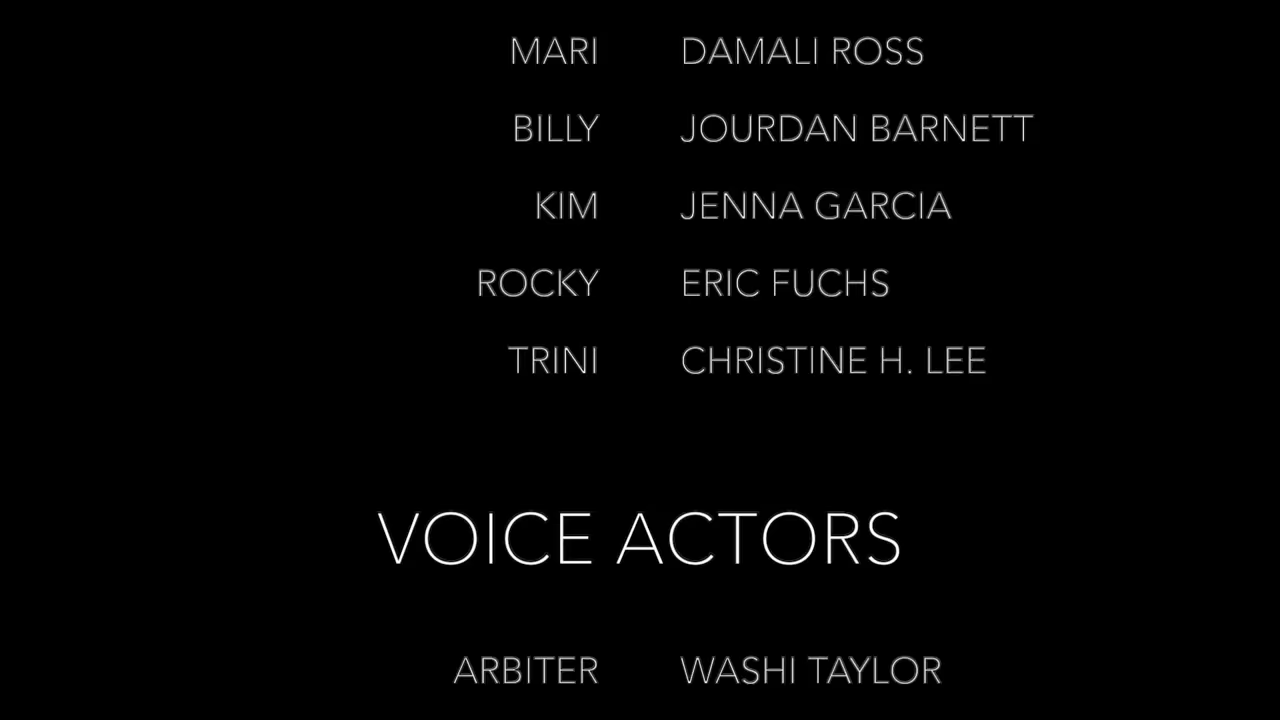 MARI DAMALI ROSS
BILLY JOURDAN BARNETT
KIM JENNA GARCIA
ROCKY ERIC FUCHS
TRINI CHRISTINE H. LEE
VOICE ACTORS
ARBITER WASHI TAYLOR